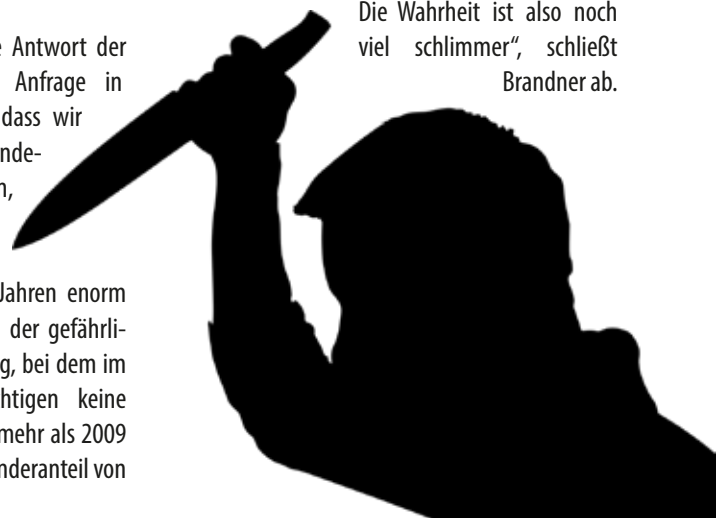 e Antwort der
Anfrage in
dass wir
nde-
n,
Jahren enorm
der gefährli-
g, bei dem im
htigen keine
mehr als 2009
nderanteil von
Die Wahrheit ist also noch
viel schlimmer“, schließt
Brandner ab.